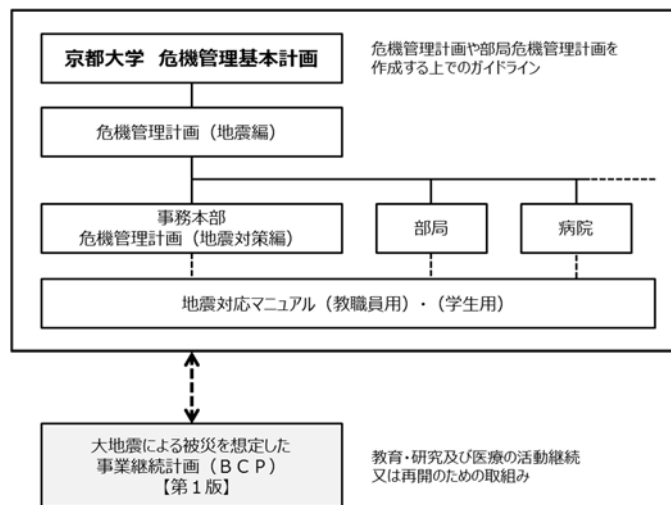 京都大学 危機管理基本計画
危機管理計画や部局危機管理計画を
作成する上でのガイドライン
危機管理計画（地震編）
事務本部
危機管理計画（地震対策編）
部局
病院
地震対応マニュアル（教職員用）・（学生用）
大地震による被災を想定した
事業継続計画（ＢＣＰ）
【第１版】
教育・研究及び医療の活動継続
又は再開のための取組み